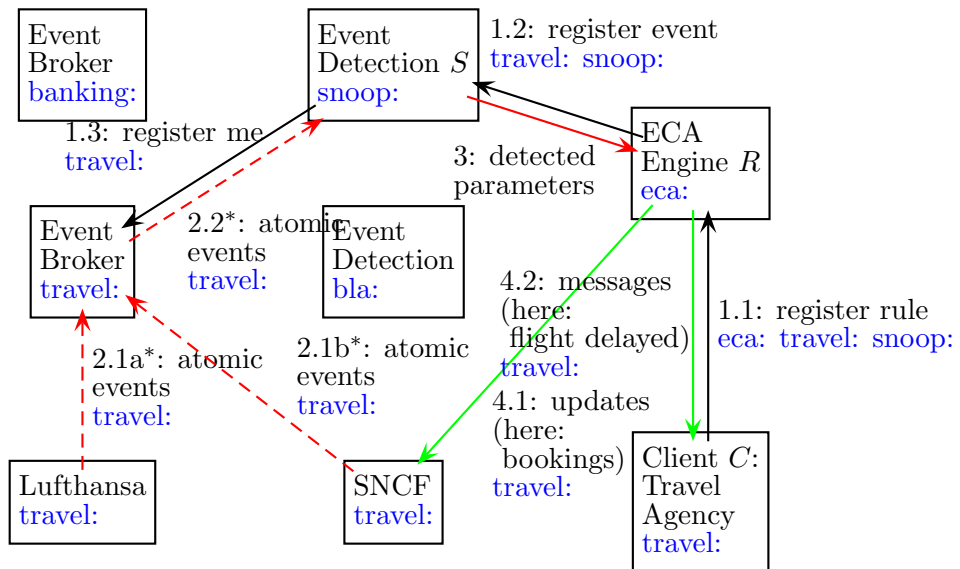 Event
Broker
banking:
Event
Detection S
snoop:
1.2: register event
travel: snoop:
1.3: register me
travel:
3: detected
parameters
ECA
Engine R
eca:
Event
Broker
travel:
2.2*: atomic
events
travel:
Event
Detection
bla:
4.2: messages
(here:
flight delayed)
travel:
1.1: register rule
eca: travel: snoop:
2.1a*: atomic
events
travel:
2.1b*: atomic
events
travel:
4.1: updates
(here:
bookings)
travel:
Lufthansa
travel:
SNCF
travel:
Client C:
Travel
Agency
travel: